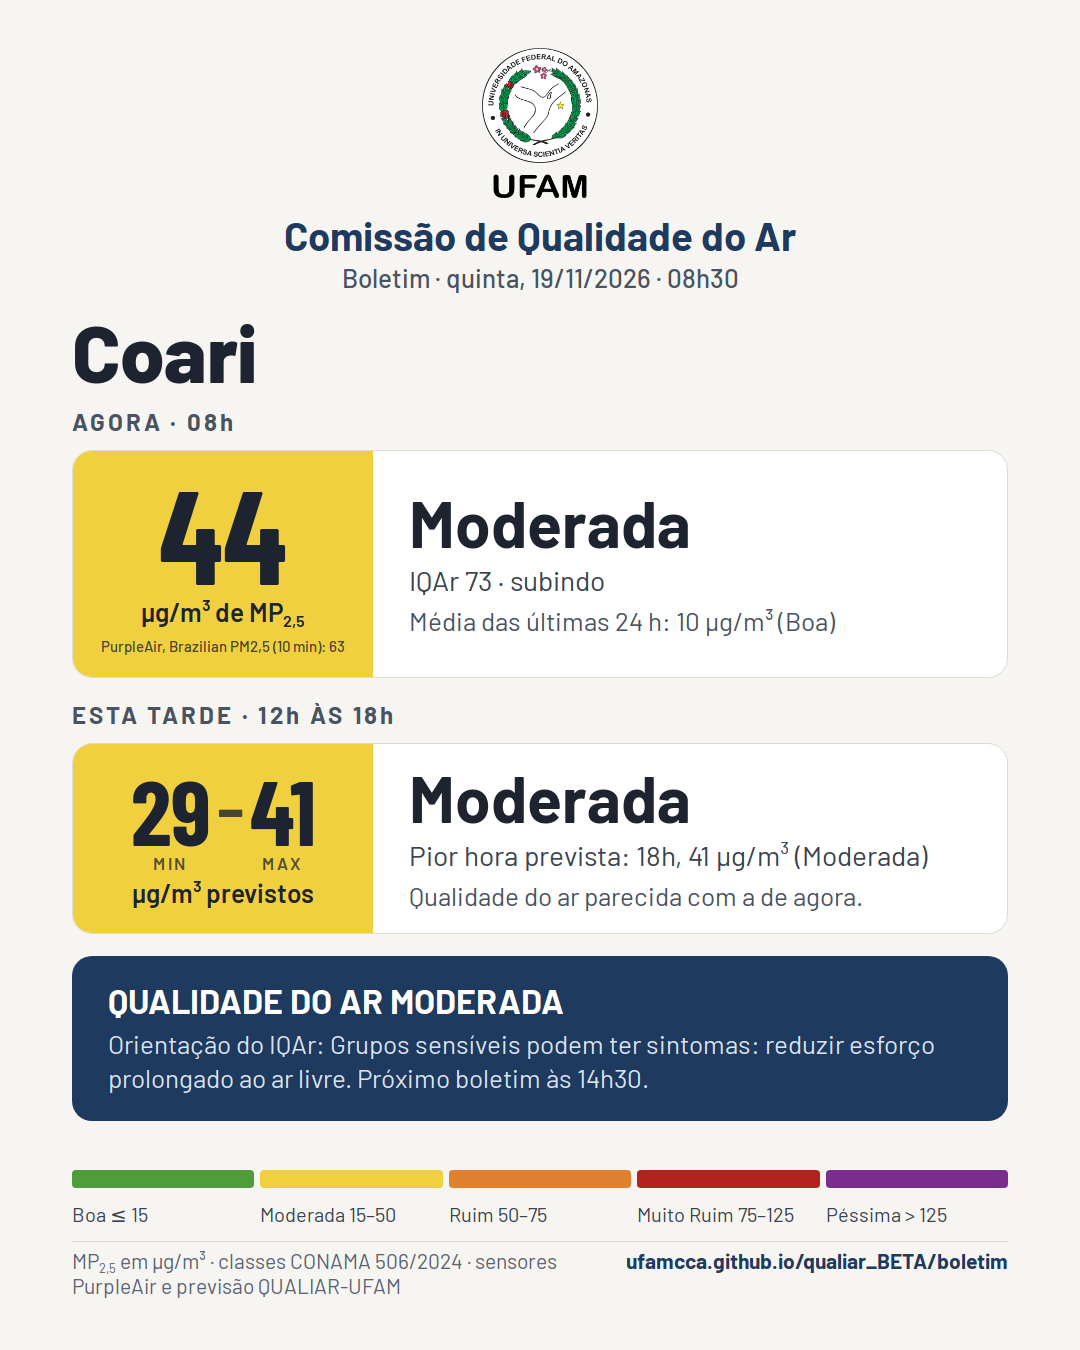 UNIVERSIDADE FEDERAL DO AMAZONAS
IN UNIVERSA SCIENTIA VERITAS
UFAM
Comissão de Qualidade do Ar
Boletim · quinta, 19/11/2026 · 08h30
Coari
AGORA · 08h
44
µg/m³ de MP2,5
PurpleAir, Brazilian PM2,5 (10 min): 63
Moderada
IQAr 73 · subindo
Média das últimas 24 h: 10 µg/m³ (Boa)
ESTA TARDE · 12h ÀS 18h
29 – 41
MIN MAX
µg/m³ previstos
Moderada
Pior hora prevista: 18h, 41 µg/m³ (Moderada)
Qualidade do ar parecida com a de agora.
QUALIDADE DO AR MODERADA
Orientação do IQAr: Grupos sensíveis podem ter sintomas: reduzir esforço
prolongado ao ar livre. Próximo boletim às 14h30.
Boa ≤ 15 Moderada 15–50 Ruim 50–75 Muito Ruim 75–125 Péssima > 125
MP2,5 em µg/m³ · classes CONAMA 506/2024 · sensores
PurpleAir e previsão QUALIAR-UFAM
ufamcca.github.io/qualiar_BETA/boletim